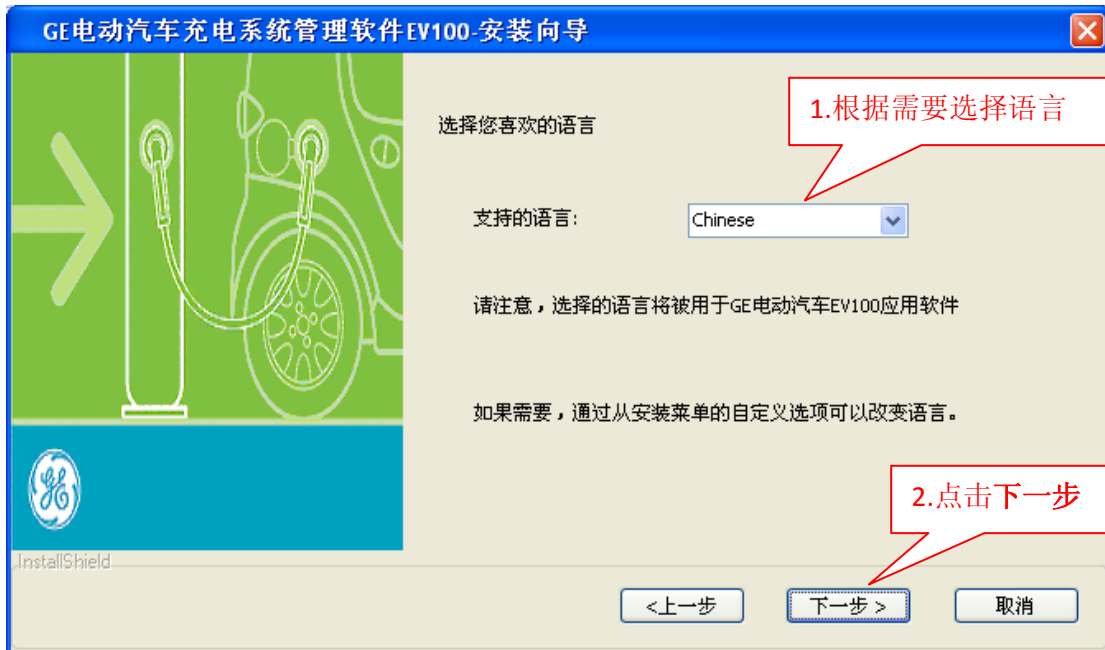 GE电动汽车充电系统管理软件EV100-安装向导
选择您喜欢的语言
1.根据需要选择语言
支持的语言:
Chinese
请注意，选择的语言将被用于GE电动汽车EV100应用软件
如果需要，通过从安装菜单的自定义选项可以改变语言。
GE
2.点击下一步
InstallShield
<上一步
下一步 >
取消